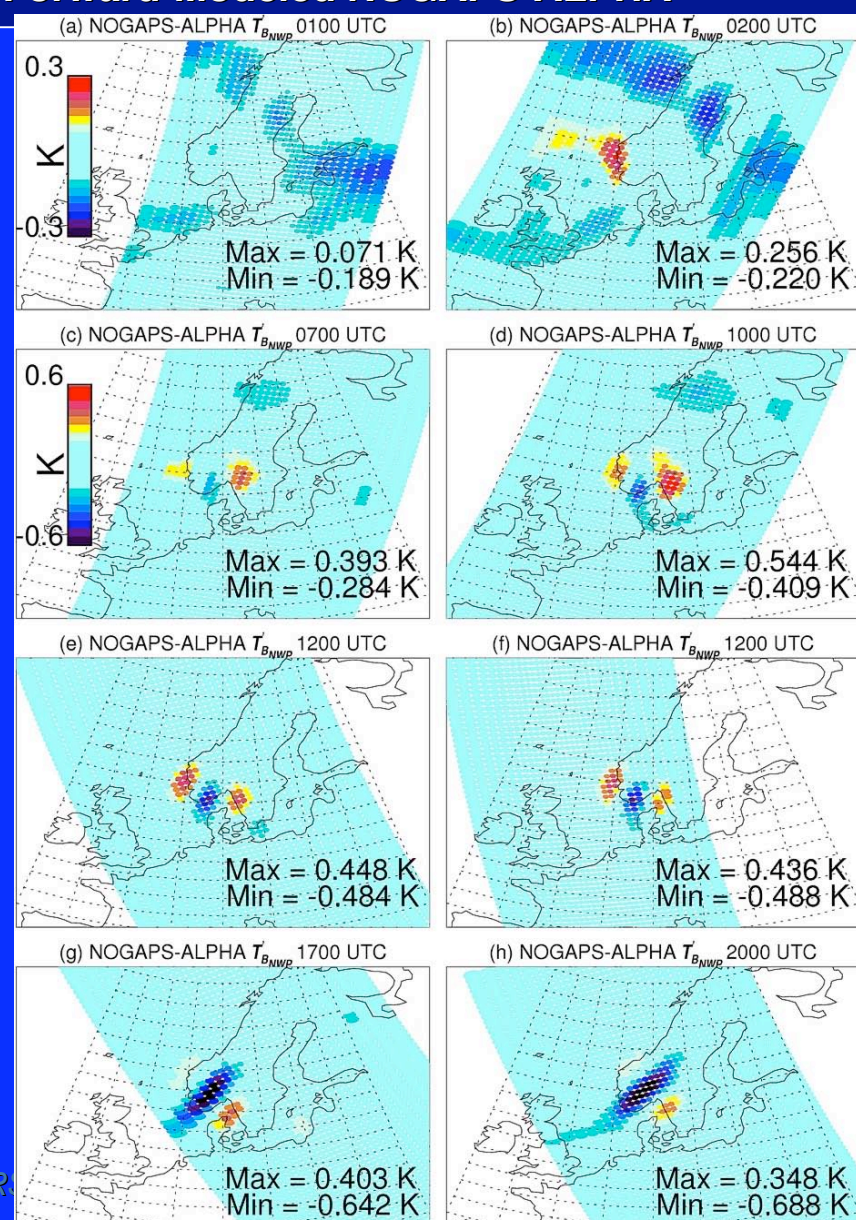 Forward Modeled NOGAPS-ALPHA
(a) NOGAPS-ALPHA T'BNWP 0100 UTC
0.3
K
-0.3
Max = 0.071 K
Min = -0.189 K
(b) NOGAPS-ALPHA T'BNWP 0200 UTC
Max = 0.256 K
Min = -0.220 K
(c) NOGAPS-ALPHA T'BNWP 0700 UTC
0.6
K
-0.6
Max = 0.393 K
Min = -0.284 K
(d) NOGAPS-ALPHA T'BNWP 1000 UTC
Max = 0.544 K
Min = -0.409 K
(e) NOGAPS-ALPHA T'BNWP 1200 UTC
Max = 0.448 K
Min = -0.484 K
(f) NOGAPS-ALPHA T'BNWP 1200 UTC
Max = 0.436 K
Min = -0.488 K
(g) NOGAPS-ALPHA T'BNWP 1700 UTC
Max = 0.403 K
Min = -0.642 K
(h) NOGAPS-ALPHA T'BNWP 2000 UTC
Max = 0.348 K
Min = -0.688 K